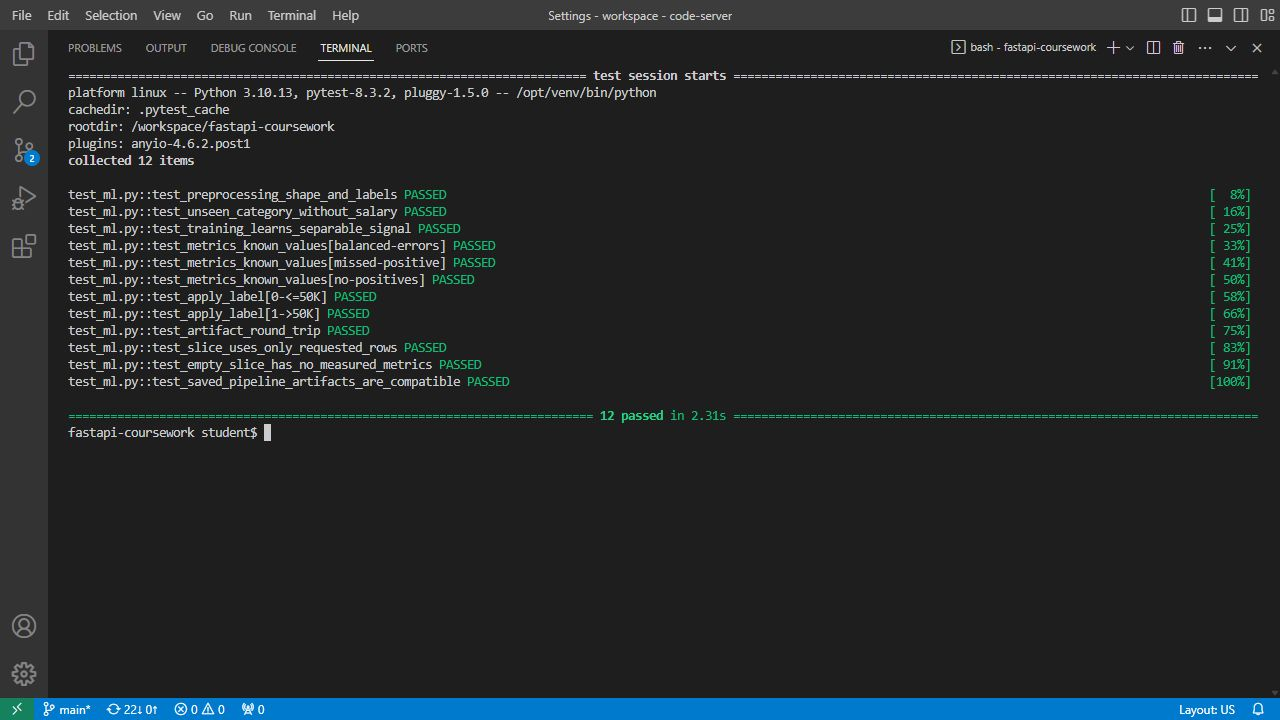 File Edit Selection View Go Run Terminal Help Settings - workspace - code-server
PROBLEMS OUTPUT DEBUG CONSOLE TERMINAL PORTS bash - fastapi-coursework
============================ test session starts ============================
platform linux -- Python 3.10.13, pytest-8.3.2, pluggy-1.5.0 -- /opt/venv/bin/python
cachedir: .pytest_cache
rootdir: /workspace/fastapi-coursework
plugins: anyio-4.6.2.post1
collected 12 items
test_ml.py::test_preprocessing_shape_and_labels PASSED [  8%]
test_ml.py::test_unseen_category_without_salary PASSED [ 16%]
test_ml.py::test_training_learns_separable_signal PASSED [ 25%]
test_ml.py::test_metrics_known_values[balanced-errors] PASSED [ 33%]
test_ml.py::test_metrics_known_values[missed-positive] PASSED [ 41%]
test_ml.py::test_metrics_known_values[no-positives] PASSED [ 50%]
test_ml.py::test_apply_label[0-<=50K] PASSED [ 58%]
test_ml.py::test_apply_label[1->50K] PASSED [ 66%]
test_ml.py::test_artifact_round_trip PASSED [ 75%]
test_ml.py::test_slice_uses_only_requested_rows PASSED [ 83%]
test_ml.py::test_empty_slice_has_no_measured_metrics PASSED [ 91%]
test_ml.py::test_saved_pipeline_artifacts_are_compatible PASSED [100%]
============================ 12 passed in 2.31s ============================
fastapi-coursework student$
2
main* 22↓ 0↑ 0 0 0 Layout: US